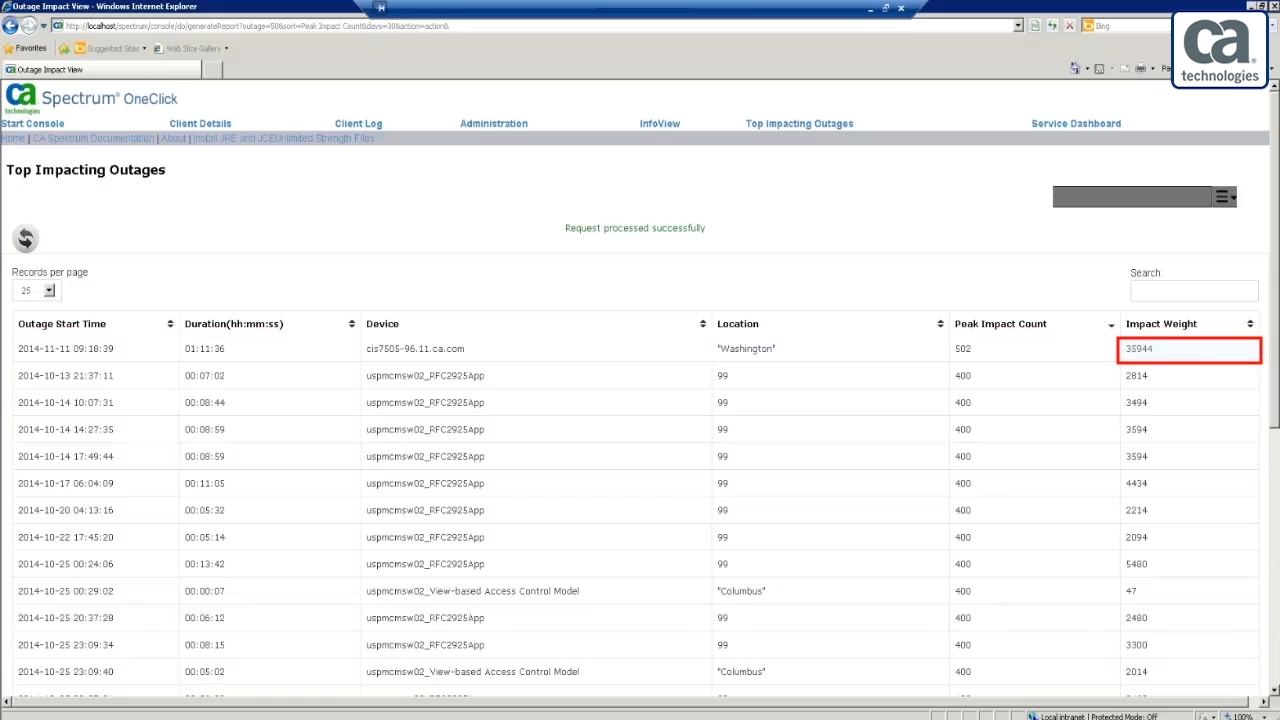 Outage Impact View - Windows Internet Explorer
http://localhost/spectrum/console/do/generateReport?outage=50&sort=Peak Impact Count&days=30&action=action&
Bing
Favorites Suggested Sites Web Slice Gallery
Outage Impact View
ca technologies
ca technologies Spectrum® OneClick
Start Console Client Details Client Log Administration InfoView Top Impacting Outages Service Dashboard
Home | CA Spectrum Documentation | About | Install JRE and JCEUnlimited Strength Files
Top Impacting Outages
Request processed successfully
Records per page Search:
25
Outage Start Time Duration(hh:mm:ss) Device Location Peak Impact Count Impact Weight
2014-11-11 09:18:39 01:11:36 cis7505-96.11.ca.com "Washington" 502 35944
2014-10-13 21:37:11 00:07:02 uspmcmsw02_RFC2925App 99 400 2814
2014-10-14 10:07:31 00:08:44 uspmcmsw02_RFC2925App 99 400 3494
2014-10-14 14:27:35 00:08:59 uspmcmsw02_RFC2925App 99 400 3594
2014-10-14 17:49:44 00:08:59 uspmcmsw02_RFC2925App 99 400 3594
2014-10-17 06:04:09 00:11:05 uspmcmsw02_RFC2925App 99 400 4434
2014-10-20 04:13:16 00:05:32 uspmcmsw02_RFC2925App 99 400 2214
2014-10-22 17:45:20 00:05:14 uspmcmsw02_RFC2925App 99 400 2094
2014-10-25 00:24:06 00:13:42 uspmcmsw02_RFC2925App 99 400 5480
2014-10-25 00:29:02 00:00:07 uspmcmsw02_View-based Access Control Model "Columbus" 400 47
2014-10-25 20:37:28 00:06:12 uspmcmsw02_RFC2925App 99 400 2480
2014-10-25 23:09:34 00:08:15 uspmcmsw02_RFC2925App 99 400 3300
2014-10-25 23:09:40 00:05:02 uspmcmsw02_View-based Access Control Model "Columbus" 400 2014
Local intranet | Protected Mode: Off 100%